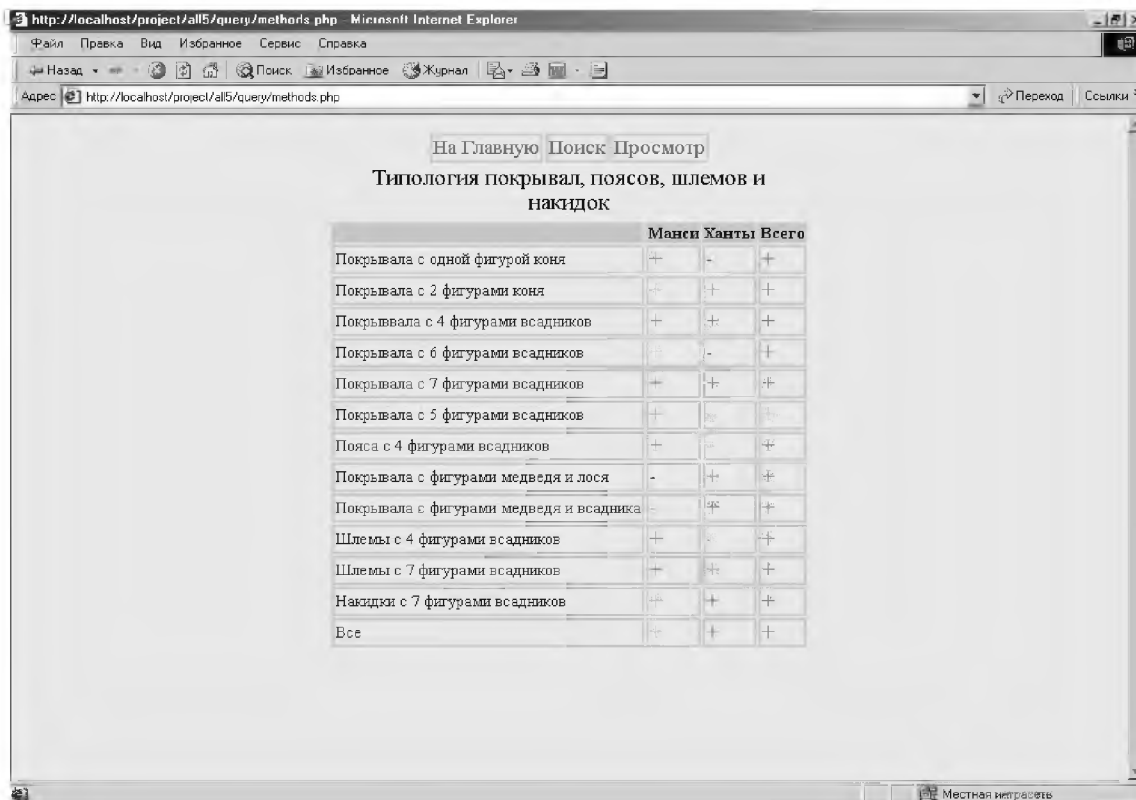 http://localhost/project/all5/query/methods.php - Microsoft Internet Explorer
Файл Правка Вид Избранное Сервис Справка
Назад Поиск Избранное Журнал
Адрес http://localhost/project/all5/query/methods.php Переход Ссылки
На Главную Поиск Просмотр
Типология покрывал, поясов, шлемов и
накидок
Манси Ханты Всего
Покрывала с одной фигурой коня + - +
Покрывала с 2 фигурами коня + + +
Покрыввала с 4 фигурами всадников + + +
Покрывала с 6 фигурами всадников - +
Покрывала с 7 фигурами всадников + + +
Покрывала с 5 фигурами всадников +
Пояса с 4 фигурами всадников + +
Покрывала с фигурами медведя и лося - + +
Покрывала с фигурами медведя и всадника + +
Шлемы с 4 фигурами всадников + +
Шлемы с 7 фигурами всадников + + +
Накидки с 7 фигурами всадников + + +
Все + + +
Местная интрасеть